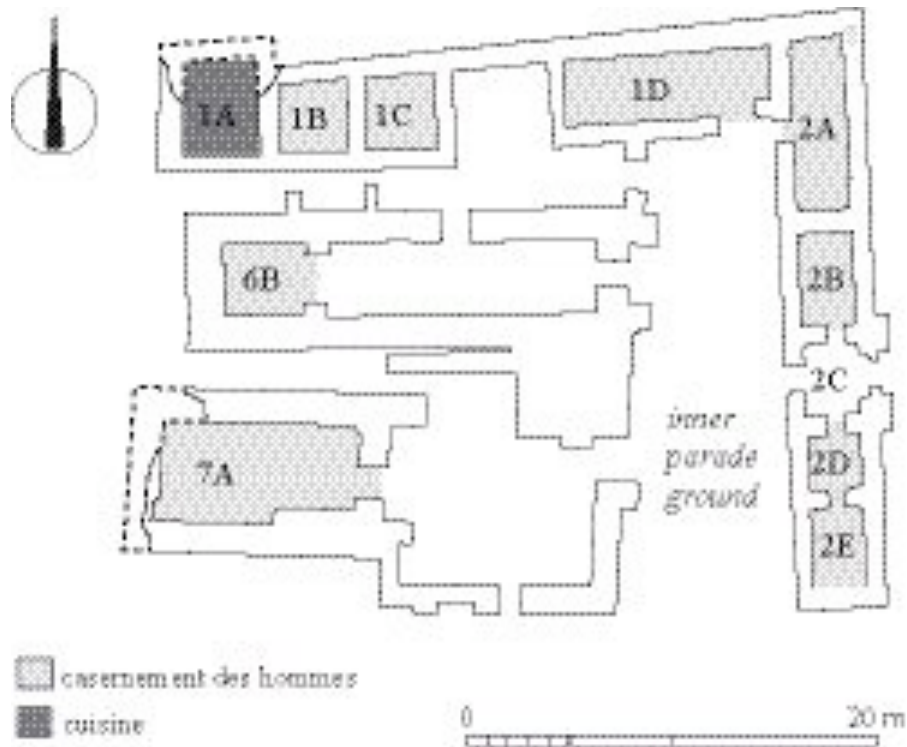 1A
1B
1C
1D
2A
6B
2B
2C
inner
parade
ground
7A
2D
2E
casernement des hommes
cuisine
0
20 m